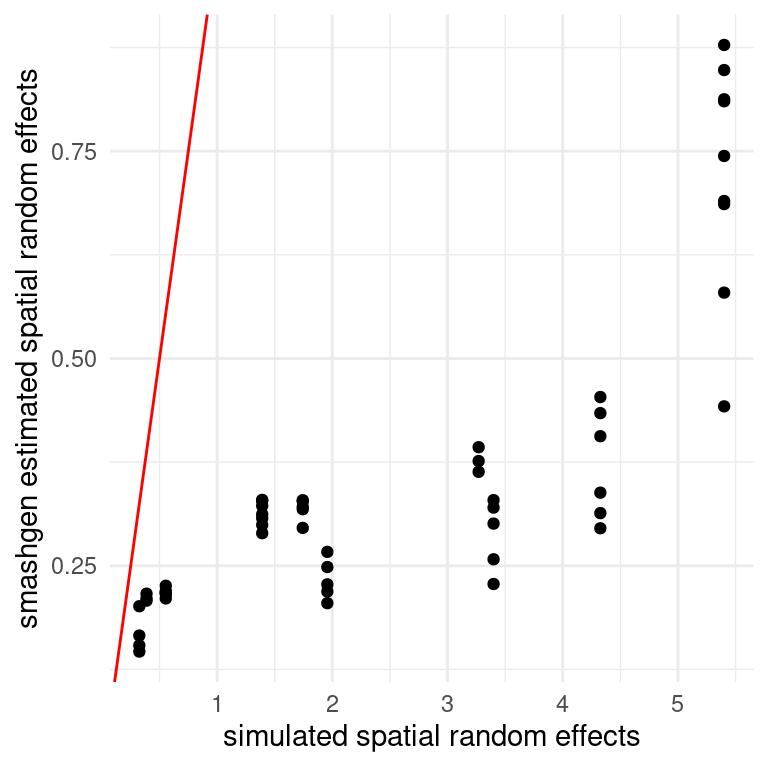 smashgen estimated spatial random effects
0.75
0.50
0.25
1 2 3 4 5
simulated spatial random effects